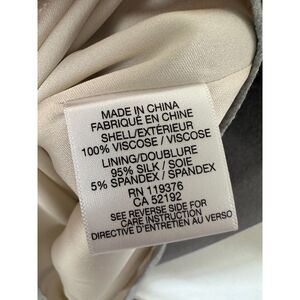 MADE IN CHINA
FABRIQUÉ EN CHINE
SHELL/EXTÉRIEUR
100% VISCOSE / VISCOSE
LINING/DOUBLURE
95% SILK / SOIE
5% SPANDEX / SPANDEX
RN 119376
CA 52192
SEE REVERSE SIDE FOR
CARE INSTRUCTION
DIRECTIVE D'ENTRETIEN AU VERSO